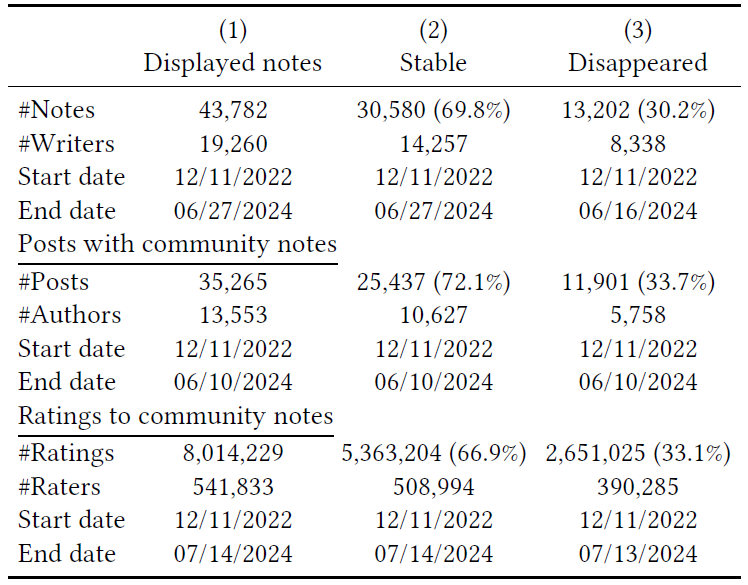 (1) (2) (3)
Displayed notes Stable Disappeared
#Notes 43,782 30,580 (69.8%) 13,202 (30.2%)
#Writers 19,260 14,257 8,338
Start date 12/11/2022 12/11/2022 12/11/2022
End date 06/27/2024 06/27/2024 06/16/2024
Posts with community notes
#Posts 35,265 25,437 (72.1%) 11,901 (33.7%)
#Authors 13,553 10,627 5,758
Start date 12/11/2022 12/11/2022 12/11/2022
End date 06/10/2024 06/10/2024 06/10/2024
Ratings to community notes
#Ratings 8,014,229 5,363,204 (66.9%) 2,651,025 (33.1%)
#Raters 541,833 508,994 390,285
Start date 12/11/2022 12/11/2022 12/11/2022
End date 07/14/2024 07/14/2024 07/13/2024